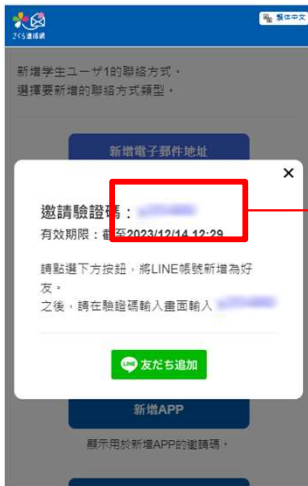 さくら連絡網
繁体中文
新增学生ユーザ1的聯絡方式。
選擇要新增的聯絡方式類型。
新增電子郵件地址
×
邀請驗證碼：
有效期限：截至2023/12/14 12:29
請點選下方按鈕，將LINE帳號新增為好
友。
之後，請在驗證碼輸入畫面輸入
LINE 友だち追加
新增APP
顯示用於新增APP的邀請碼。